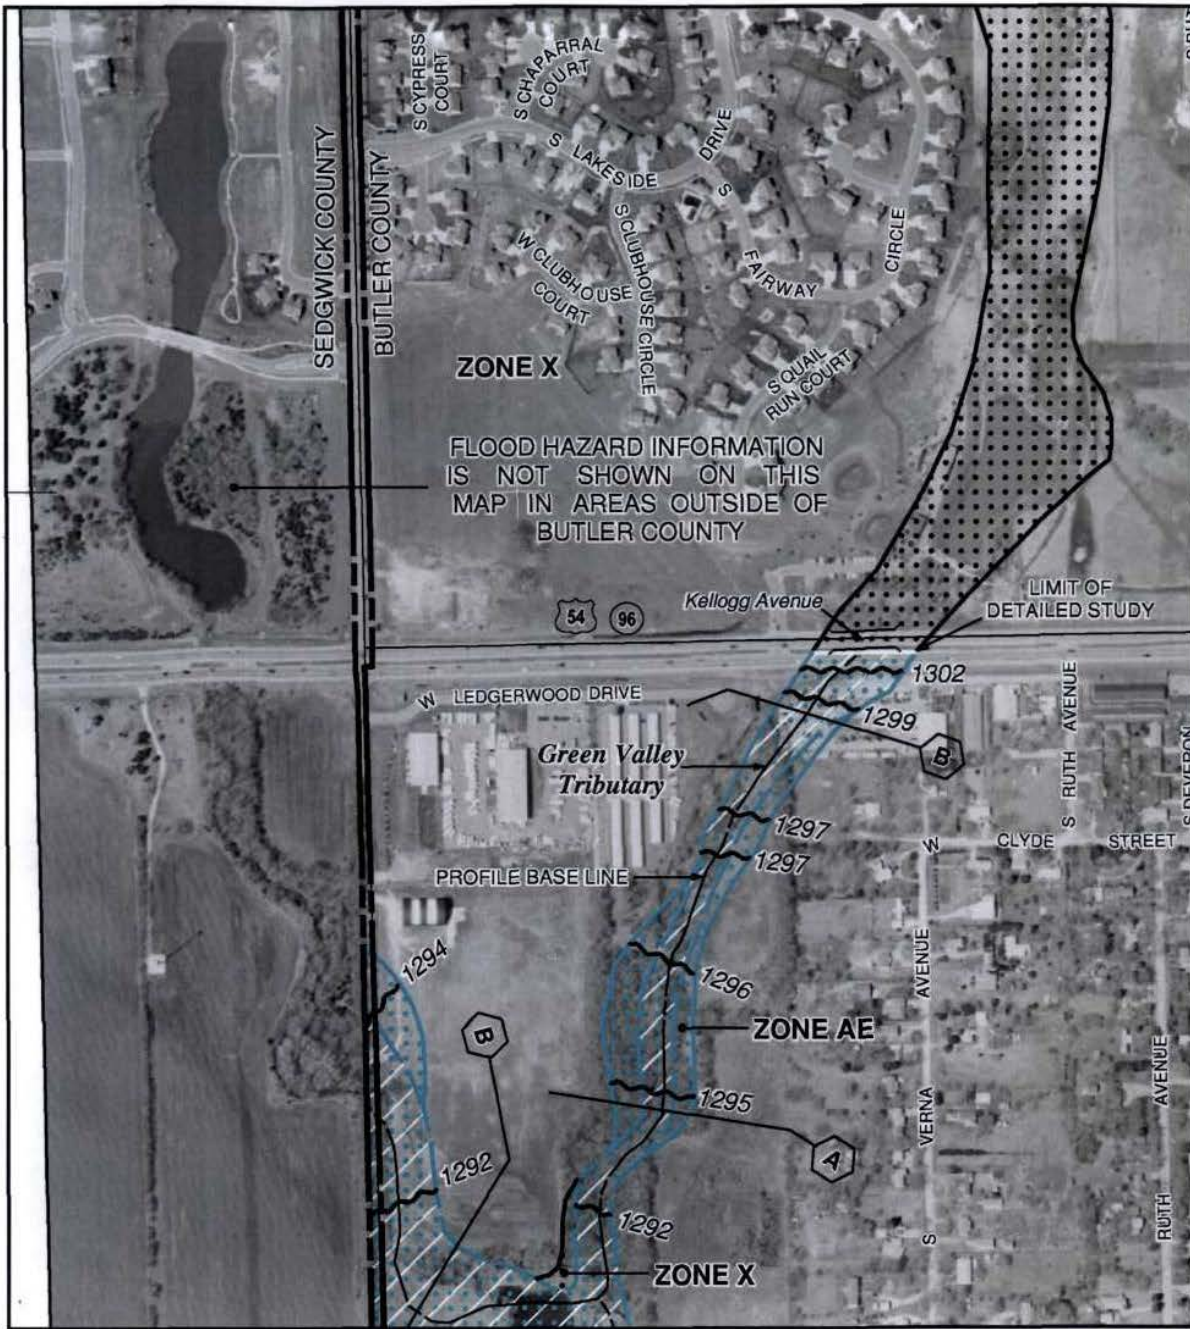 S CYPRESS
COURT
S CHAPARRAL
COURT
S LAKESIDE
DRIVE
S FAIRWAY
CIRCLE
S CLUBHOUSE CIRCLE
W CLUBHOUSE
COURT
S QUAIL
RUN COURT
SEDGWICK COUNTY
BUTLER COUNTY
ZONE X
FLOOD HAZARD INFORMATION
IS NOT SHOWN ON THIS
MAP IN AREAS OUTSIDE OF
BUTLER COUNTY
54
96
Kellogg Avenue
LIMIT OF
DETAILED STUDY
1302
W LEDGERWOOD DRIVE
1299
B
Green Valley
Tributary
S RUTH AVENUE
S DEVERON
1297
W CLYDE STREET
1297
PROFILE BASE LINE
1294
1296
B
ZONE AE
S VERNA AVENUE
RUTH AVENUE
1295
A
1292
1292
ZONE X